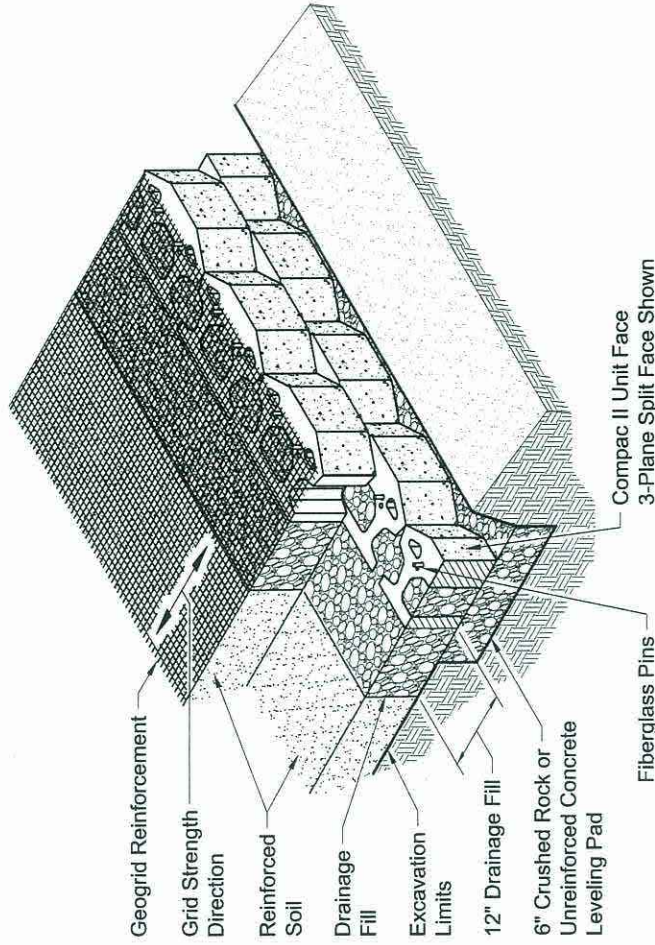 Geogrid Reinforcement
Grid Strength
Direction
Reinforced
Soil
Drainage
Fill
Excavation
Limits
12" Drainage Fill
6" Crushed Rock or
Unreinforced Concrete
Leveling Pad
Fiberglass Pins
Compac II Unit Face
3-Plane Split Face Shown